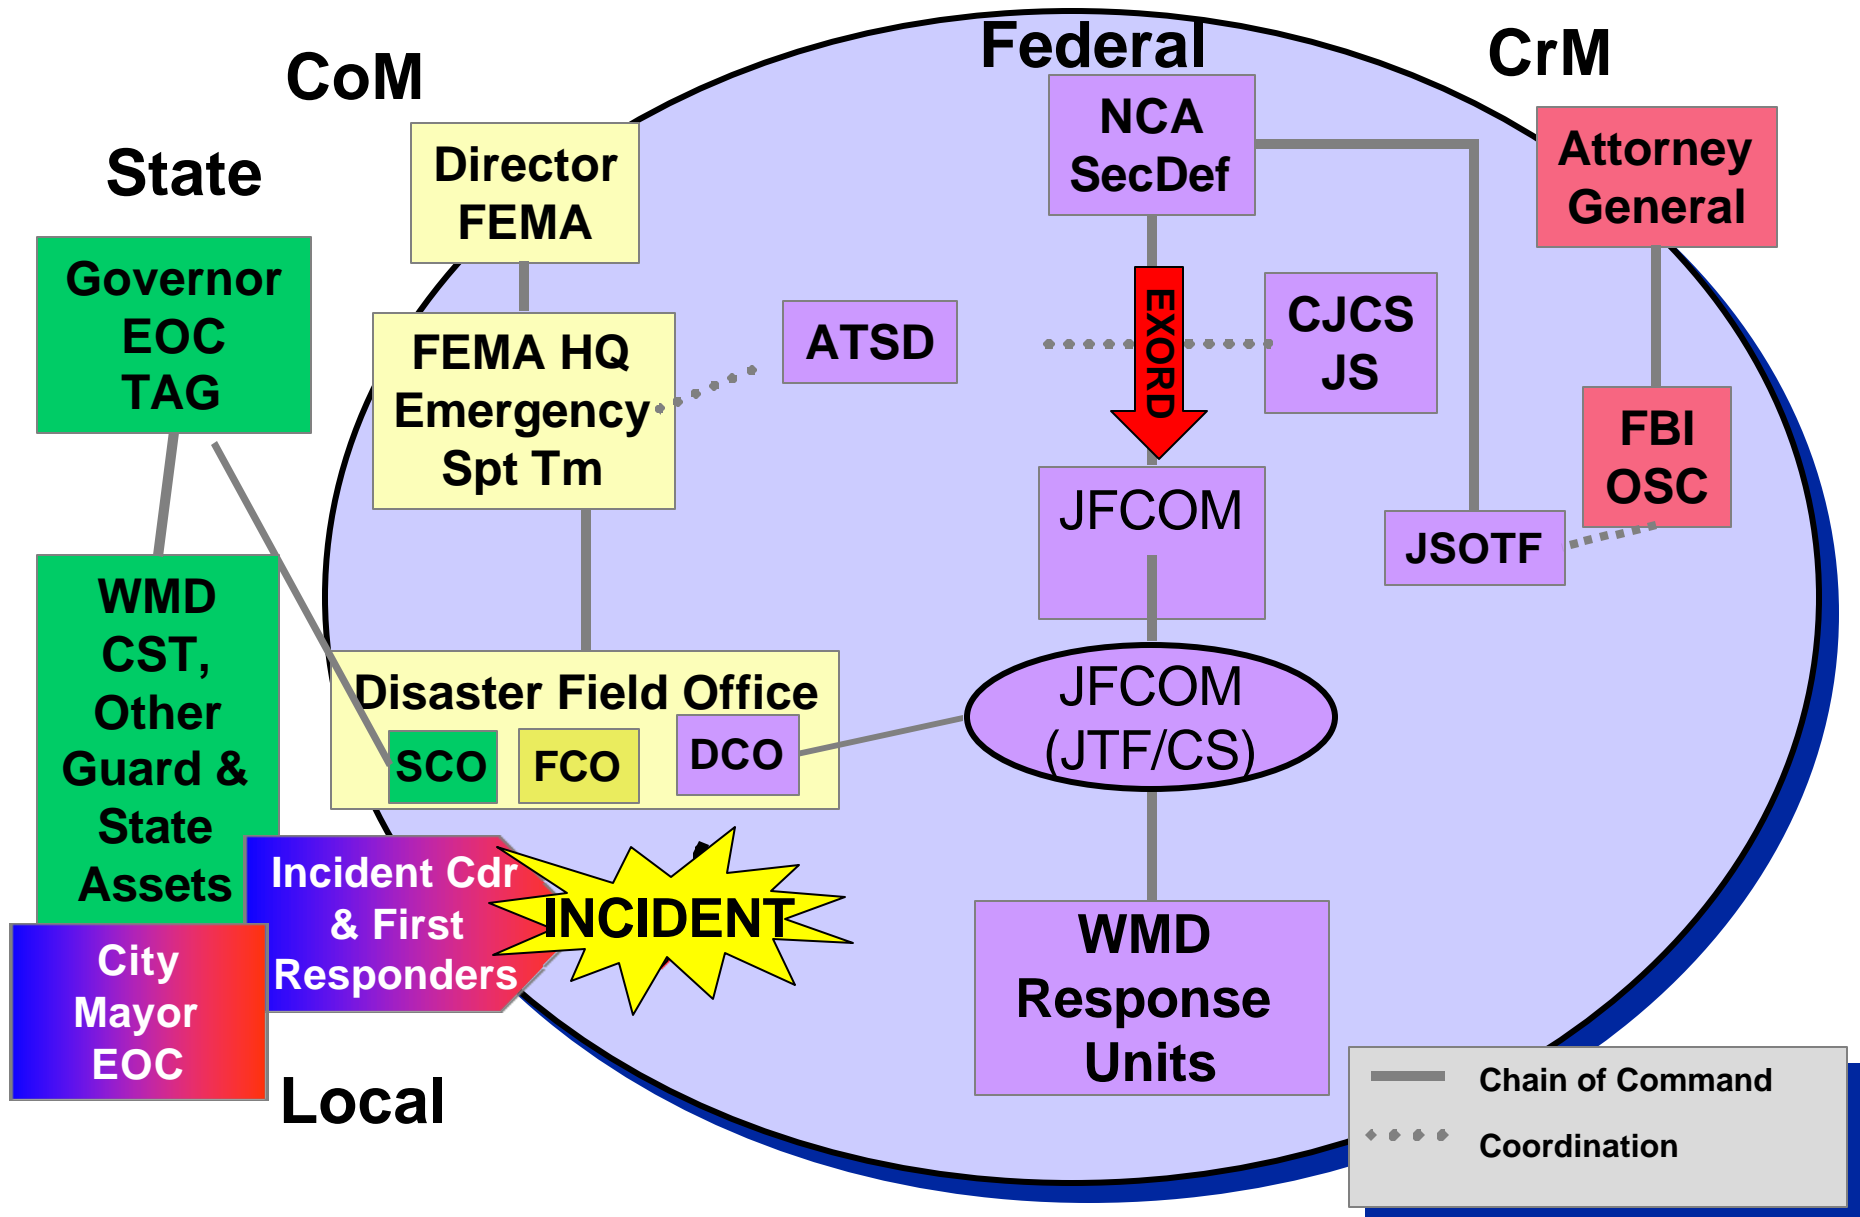 Federal
CoM
CrM
State
Director
FEMA
NCA
SecDef
Attorney
General
Governor
EOC
TAG
FEMA HQ
Emergency
Spt Tm
ATSD
EXORD
CJCS
JS
FBI
OSC
JFCOM
JSOTF
WMD
CST,
Other
Guard &
State
Assets
Disaster Field Office
SCO
FCO
DCO
JFCOM
(JTF/CS)
Incident Cdr
& First
Responders
INCIDENT
City
Mayor
EOC
Local
WMD
Response
Units
Chain of Command
Coordination